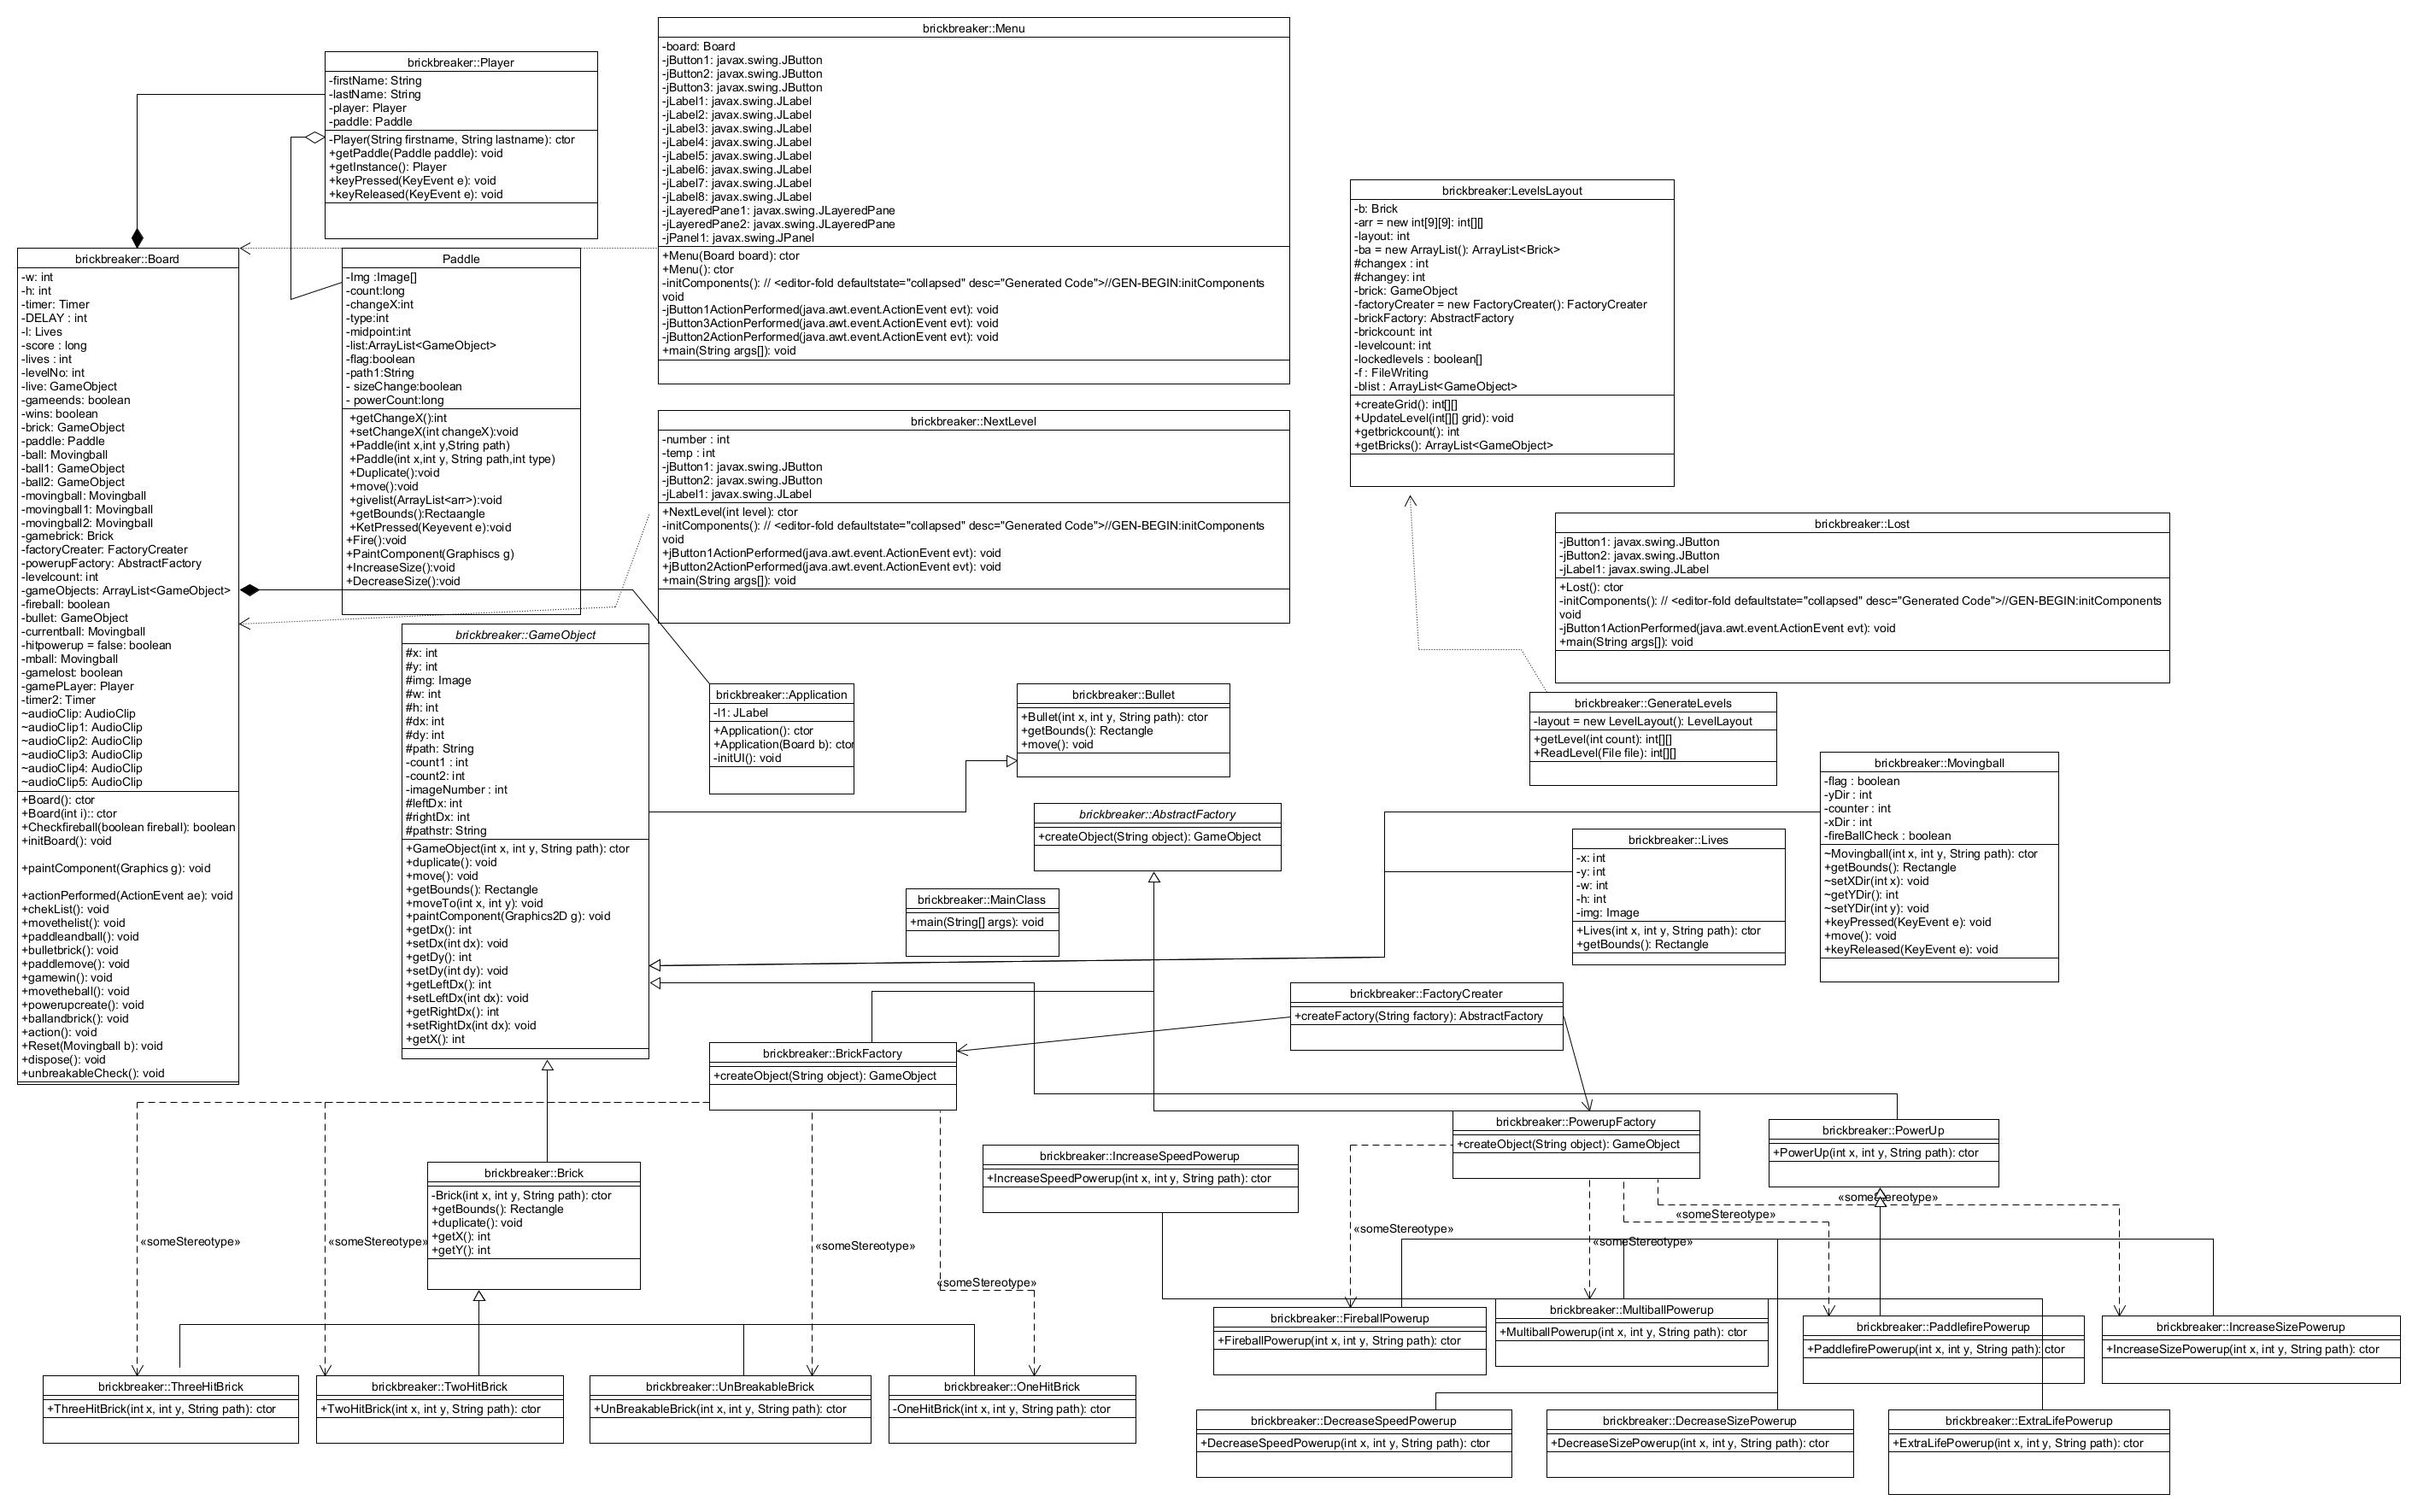 brickbreaker::Menu
-board: Board
-jButton1: javax.swing.JButton
-jButton2: javax.swing.JButton
-jButton3: javax.swing.JButton
-jLabel1: javax.swing.JLabel
-jLabel2: javax.swing.JLabel
-jLabel3: javax.swing.JLabel
-jLabel4: javax.swing.JLabel
-jLabel5: javax.swing.JLabel
-jLabel6: javax.swing.JLabel
-jLabel7: javax.swing.JLabel
-jLabel8: javax.swing.JLabel
-jLayeredPane1: javax.swing.JLayeredPane
-jLayeredPane2: javax.swing.JLayeredPane
-jPanel1: javax.swing.JPanel
+Menu(Board board): ctor
+Menu(): ctor
-initComponents(): // <editor-fold defaultstate="collapsed" desc="Generated Code">//GEN-BEGIN:initComponents
void
-jButton1ActionPerformed(java.awt.event.ActionEvent evt): void
-jButton3ActionPerformed(java.awt.event.ActionEvent evt): void
-jButton2ActionPerformed(java.awt.event.ActionEvent evt): void
+main(String args[]): void
brickbreaker::Player
-firstName: String
-lastName: String
-player: Player
-paddle: Paddle
-Player(String firstname, String lastname): ctor
+getPaddle(Paddle paddle): void
+getInstance(): Player
+keyPressed(KeyEvent e): void
+keyReleased(KeyEvent e): void
brickbreaker:LevelsLayout
-b: Brick
-arr = new int[9][9]: int[][]
-layout: int
-ba = new ArrayList(): ArrayList<Brick>
#changex : int
#changey: int
-brick: GameObject
-factoryCreater = new FactoryCreater(): FactoryCreater
-brickFactory: AbstractFactory
-brickcount: int
-levelcount: int
-lockedlevels : boolean[]
-f : FileWriting
-blist : ArrayList<GameObject>
+createGrid(): int[][]
+UpdateLevel(int[][] grid): void
+getbrickcount(): int
+getBricks(): ArrayList<GameObject>
brickbreaker::Board
-w: int
-h: int
-timer: Timer
-DELAY : int
-l: Lives
-score : long
-lives : int
-levelNo: int
-live: GameObject
-gameends: boolean
-wins: boolean
-brick: GameObject
-paddle: Paddle
-ball: Movingball
-ball1: GameObject
-ball2: GameObject
-movingball: Movingball
-movingball1: Movingball
-movingball2: Movingball
-gamebrick: Brick
-factoryCreater: FactoryCreater
-powerupFactory: AbstractFactory
-levelcount: int
-gameObjects: ArrayList<GameObject>
-fireball: boolean
-bullet: GameObject
-currentball: Movingball
-hitpowerup = false: boolean
-mball: Movingball
-gamelost: boolean
-gamePLayer: Player
-timer2: Timer
~audioClip: AudioClip
~audioClip1: AudioClip
~audioClip2: AudioClip
~audioClip3: AudioClip
~audioClip4: AudioClip
~audioClip5: AudioClip
+Board(): ctor
+Board(int i):: ctor
+Checkfireball(boolean fireball): boolean
+initBoard(): void
+paintComponent(Graphics g): void
+actionPerformed(ActionEvent ae): void
+chekList(): void
+movethelist(): void
+paddleandball(): void
+bulletbrick(): void
+paddlemove(): void
+gamewin(): void
+movetheball(): void
+powerupcreate(): void
+ballandbrick(): void
+action(): void
+Reset(Movingball b): void
+dispose(): void
+unbreakableCheck(): void
Paddle
-Img :Image[]
-count:long
-changeX:int
-type:int
-midpoint:int
-list:ArrayList<GameObject>
-flag:boolean
-path1:String
- sizeChange:boolean
- powerCount:long
+getChangeX():int
+setChangeX(int changeX):void
+Paddle(int x,int y,String path)
+Paddle(int x,int y, String path,int type)
+Duplicate():void
+move():void
+givelist(ArrayList<arr>):void
+getBounds():Rectaangle
+KetPressed(Keyevent e):void
+Fire():void
+PaintComponent(Graphiscs g)
+IncreaseSize():void
+DecreaseSize():void
brickbreaker::NextLevel
-number : int
-temp : int
-jButton1: javax.swing.JButton
-jButton2: javax.swing.JButton
-jLabel1: javax.swing.JLabel
+NextLevel(int level): ctor
-initComponents(): // <editor-fold defaultstate="collapsed" desc="Generated Code">//GEN-BEGIN:initComponents
void
+jButton1ActionPerformed(java.awt.event.ActionEvent evt): void
+jButton2ActionPerformed(java.awt.event.ActionEvent evt): void
+main(String args[]): void
brickbreaker::Lost
-jButton1: javax.swing.JButton
-jButton2: javax.swing.JButton
-jLabel1: javax.swing.JLabel
+Lost(): ctor
-initComponents(): // <editor-fold defaultstate="collapsed" desc="Generated Code">//GEN-BEGIN:initComponents
void
-jButton1ActionPerformed(java.awt.event.ActionEvent evt): void
+main(String args[]): void
brickbreaker::GameObject
#x: int
#y: int
#img: Image
#w: int
#h: int
#dx: int
#dy: int
#path: String
-count1 : int
-count2: int
-imageNumber : int
#leftDx: int
#rightDx: int
#pathstr: String
+GameObject(int x, int y, String path): ctor
+duplicate(): void
+move(): void
+getBounds(): Rectangle
+moveTo(int x, int y): void
+paintComponent(Graphics2D g): void
+getDx(): int
+setDx(int dx): void
+getDy(): int
+setDy(int dy): void
+getLeftDx(): int
+setLeftDx(int dx): void
+getRightDx(): int
+setRightDx(int dx): void
+getX(): int
brickbreaker::Application
-l1: JLabel
+Application(): ctor
+Application(Board b): ctor
-initUI(): void
brickbreaker::Bullet
+Bullet(int x, int y, String path): ctor
+getBounds(): Rectangle
+move(): void
brickbreaker::GenerateLevels
-layout = new LevelLayout(): LevelLayout
+getLevel(int count): int[][]
+ReadLevel(File file): int[][]
brickbreaker::Movingball
-flag : boolean
-yDir : int
-counter : int
-xDir : int
-fireBallCheck : boolean
~Movingball(int x, int y, String path): ctor
+getBounds(): Rectangle
~setXDir(int x): void
~getYDir(): int
~setYDir(int y): void
+keyPressed(KeyEvent e): void
+move(): void
+keyReleased(KeyEvent e): void
brickbreaker::AbstractFactory
+createObject(String object): GameObject
brickbreaker::Lives
-x: int
-y: int
-w: int
-h: int
-img: Image
+Lives(int x, int y, String path): ctor
+getBounds(): Rectangle
brickbreaker::MainClass
+main(String[] args): void
brickbreaker::FactoryCreater
+createFactory(String factory): AbstractFactory
brickbreaker::BrickFactory
+createObject(String object): GameObject
brickbreaker::PowerupFactory
+createObject(String object): GameObject
brickbreaker::PowerUp
+PowerUp(int x, int y, String path): ctor
brickbreaker::IncreaseSpeedPowerup
+IncreaseSpeedPowerup(int x, int y, String path): ctor
brickbreaker::Brick
-Brick(int x, int y, String path): ctor
+getBounds(): Rectangle
+duplicate(): void
+getX(): int
+getY(): int
«someStereotype»
«someStereotype»
«someStereotype»
«someStereotype»
«someStereotype»
«someStereotype»
«someStereotype»
«someStereotype»
brickbreaker::FireballPowerup
+FireballPowerup(int x, int y, String path): ctor
brickbreaker::MultiballPowerup
+MultiballPowerup(int x, int y, String path): ctor
brickbreaker::PaddlefirePowerup
+PaddlefirePowerup(int x, int y, String path): ctor
brickbreaker::IncreaseSizePowerup
+IncreaseSizePowerup(int x, int y, String path): ctor
brickbreaker::ThreeHitBrick
+ThreeHitBrick(int x, int y, String path): ctor
brickbreaker::TwoHitBrick
+TwoHitBrick(int x, int y, String path): ctor
brickbreaker::UnBreakableBrick
+UnBreakableBrick(int x, int y, String path): ctor
brickbreaker::OneHitBrick
-OneHitBrick(int x, int y, String path): ctor
brickbreaker::DecreaseSpeedPowerup
+DecreaseSpeedPowerup(int x, int y, String path): ctor
brickbreaker::DecreaseSizePowerup
+DecreaseSizePowerup(int x, int y, String path): ctor
brickbreaker::ExtraLifePowerup
+ExtraLifePowerup(int x, int y, String path): ctor